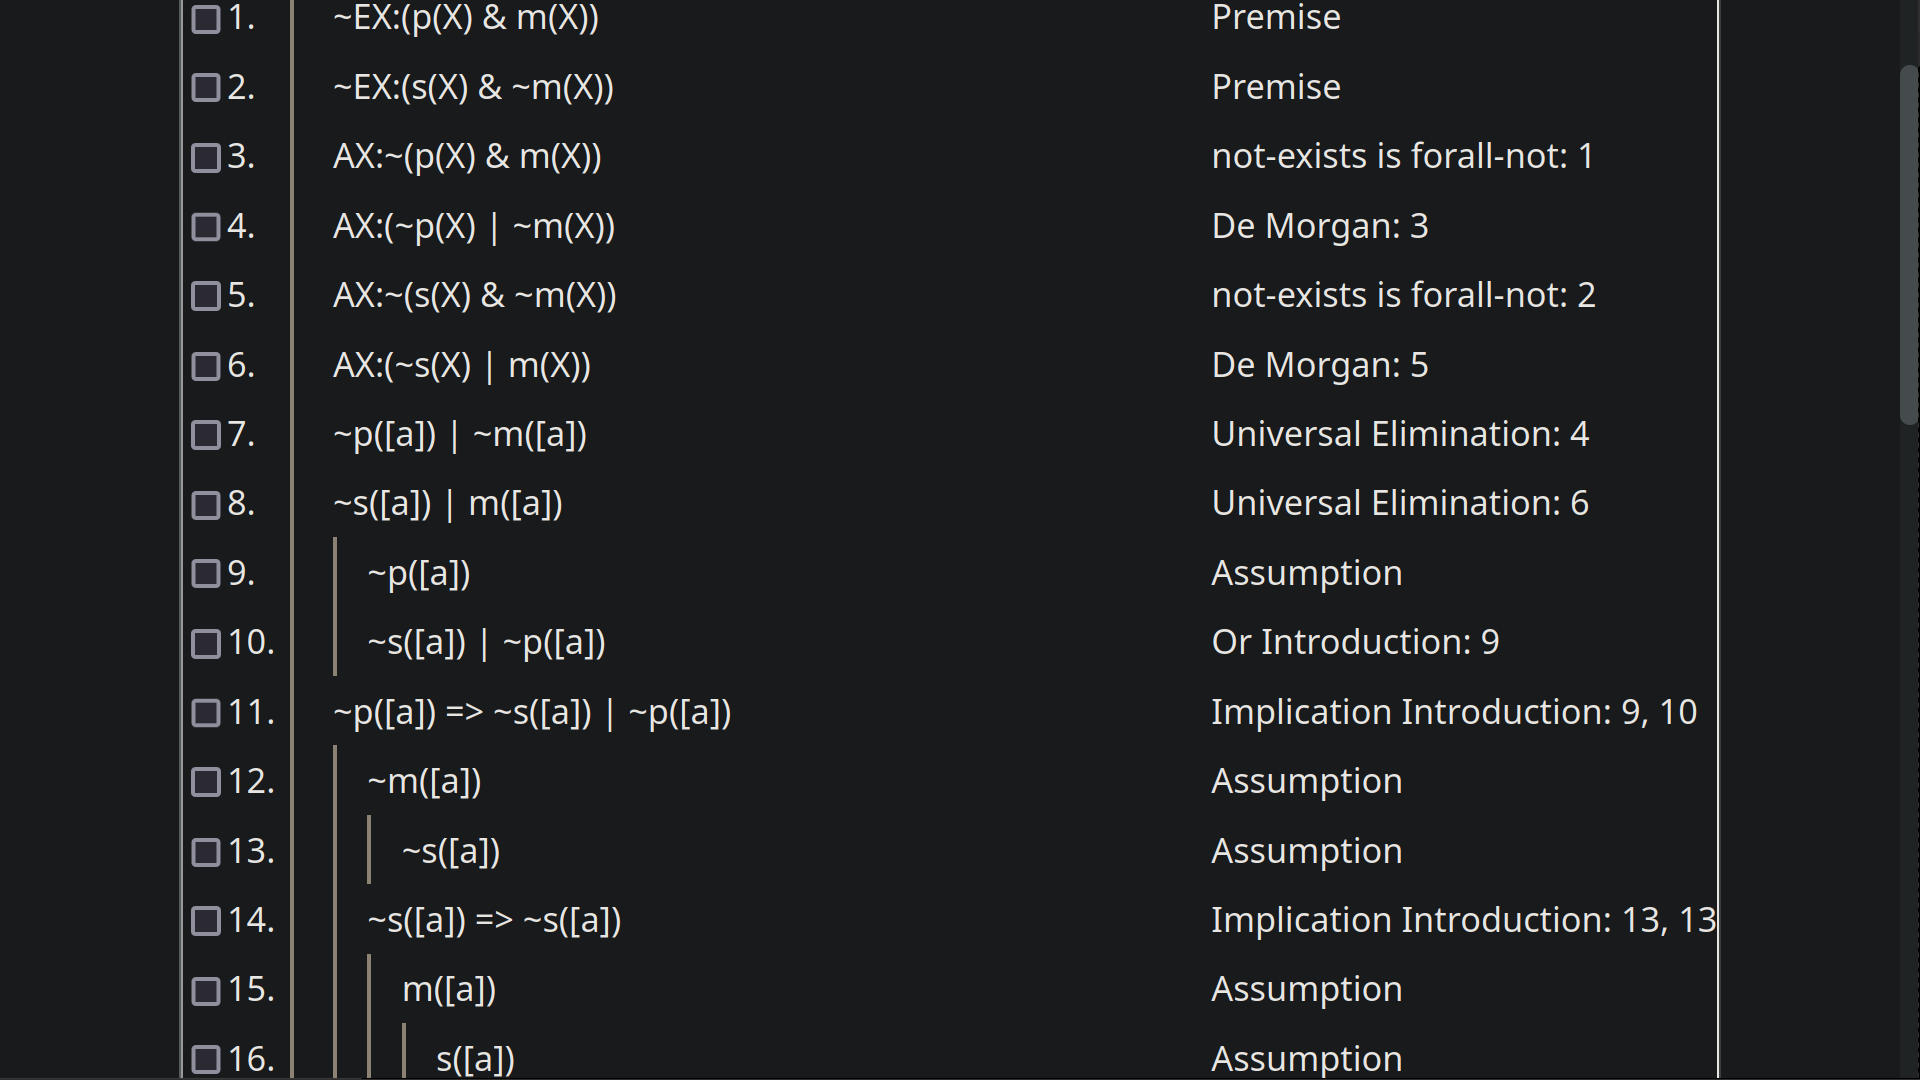 1. ~EX:(p(X) & m(X)) Premise
2. ~EX:(s(X) & ~m(X)) Premise
3. AX:~(p(X) & m(X)) not-exists is forall-not: 1
4. AX:(~p(X) | ~m(X)) De Morgan: 3
5. AX:~(s(X) & ~m(X)) not-exists is forall-not: 2
6. AX:(~s(X) | m(X)) De Morgan: 5
7. ~p([a]) | ~m([a]) Universal Elimination: 4
8. ~s([a]) | m([a]) Universal Elimination: 6
9. ~p([a]) Assumption
10. ~s([a]) | ~p([a]) Or Introduction: 9
11. ~p([a]) => ~s([a]) | ~p([a]) Implication Introduction: 9, 10
12. ~m([a]) Assumption
13. ~s([a]) Assumption
14. ~s([a]) => ~s([a]) Implication Introduction: 13, 13
15. m([a]) Assumption
16. s([a]) Assumption